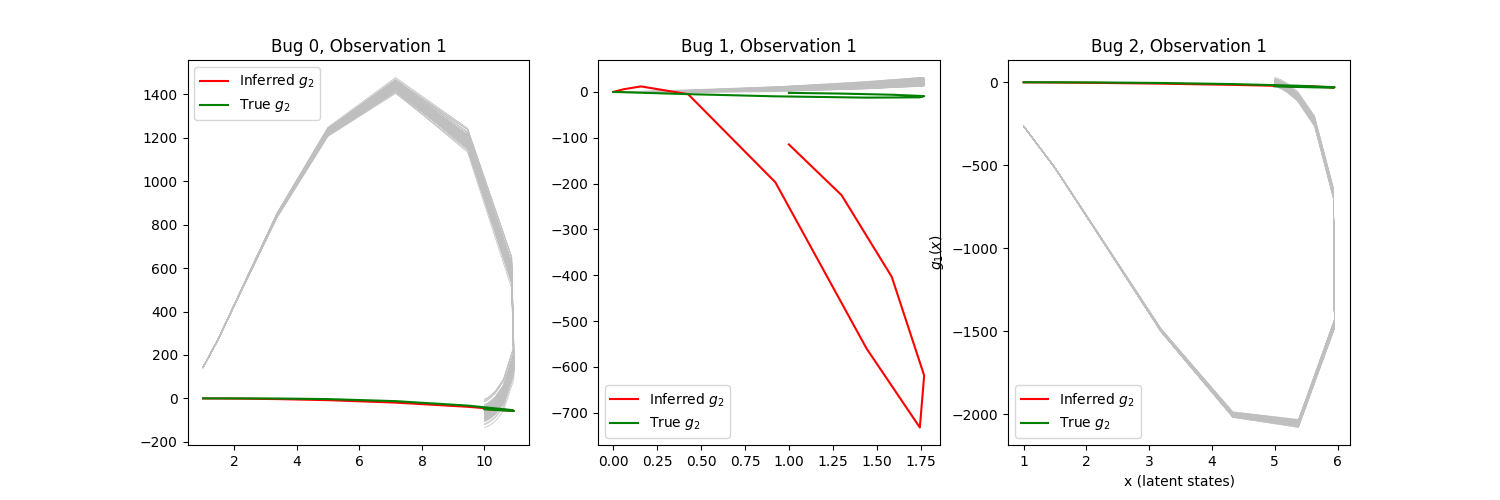 Bug 0, Observation 1
Inferred g₂
True g₂
1400
1200
1000
800
600
400
200
0
−200
2 4 6 8 10
Bug 1, Observation 1
0
−100
−200
−300
−400
−500
−600
−700
Inferred g₂
True g₂
0.00 0.25 0.50 0.75 1.00 1.25 1.50 1.75
Bug 2, Observation 1
g₁(x)
0
−500
−1000
−1500
−2000
Inferred g₂
True g₂
1 2 3 4 5 6
x (latent states)